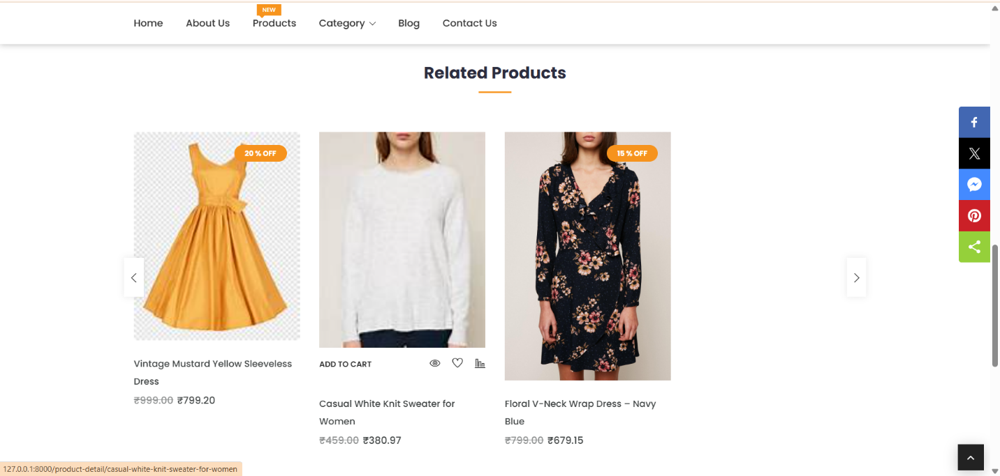 NEW
Home About Us Products Category Blog Contact Us
Related Products
20 % OFF
15 % OFF
Vintage Mustard Yellow Sleeveless
Dress
₹999.00 ₹799.20
ADD TO CART
Casual White Knit Sweater for
Women
₹459.00 ₹380.97
Floral V-Neck Wrap Dress – Navy
Blue
₹799.00 ₹679.15
127.0.0.1:8000/product-detail/casual-white-knit-sweater-for-women